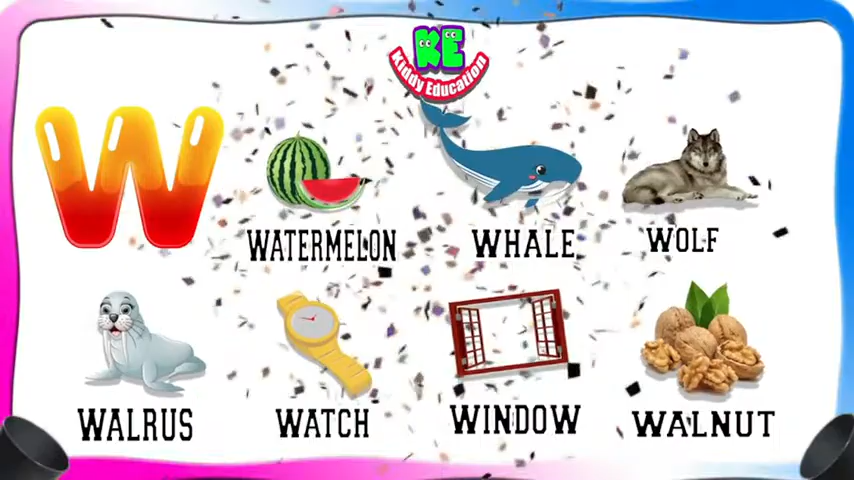 KE
Kiddy Education
W
WATERMELON
WHALE
WOLF
WALRUS
WATCH
WINDOW
WALNUT